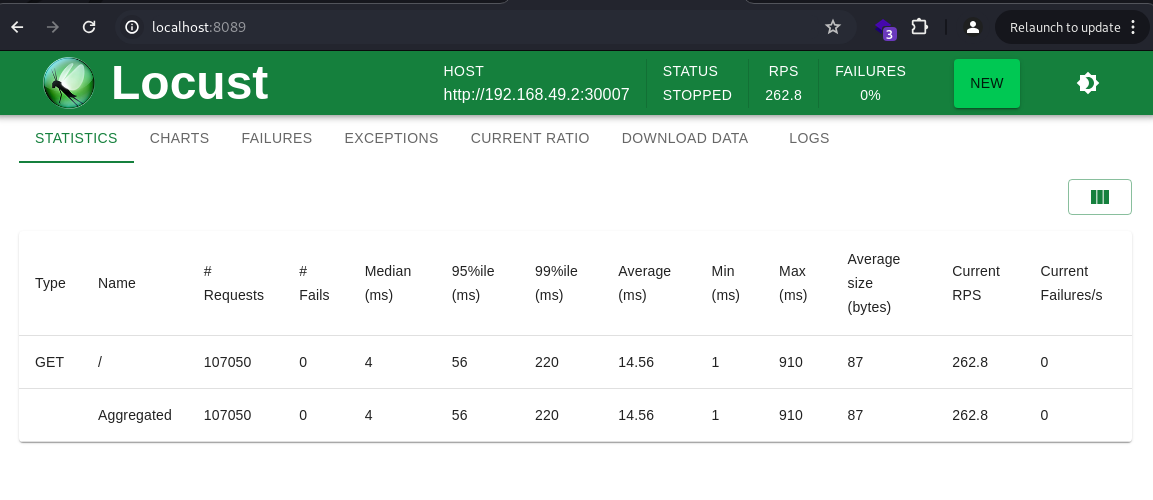 localhost:8089
3
Relaunch to update
Locust
HOST
http://192.168.49.2:30007
STATUS
STOPPED
RPS
262.8
FAILURES
0%
NEW
STATISTICS CHARTS FAILURES EXCEPTIONS CURRENT RATIO DOWNLOAD DATA LOGS
Type Name # Requests # Fails Median (ms) 95%ile (ms) 99%ile (ms) Average (ms) Min (ms) Max (ms) Average size (bytes) Current RPS Current Failures/s
GET / 107050 0 4 56 220 14.56 1 910 87 262.8 0
Aggregated 107050 0 4 56 220 14.56 1 910 87 262.8 0